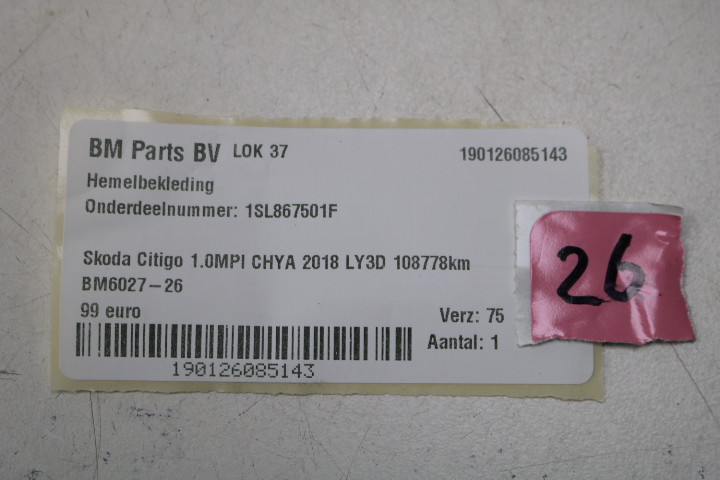 BM Parts BV LOK 37 190126085143
Hemelbekleding
Onderdeelnummer: 1SL867501F
Skoda Citigo 1.0MPI CHYA 2018 LY3D 108778km
BM6027-26
99 euro Verz: 75
Aantal: 1
190126085143
26